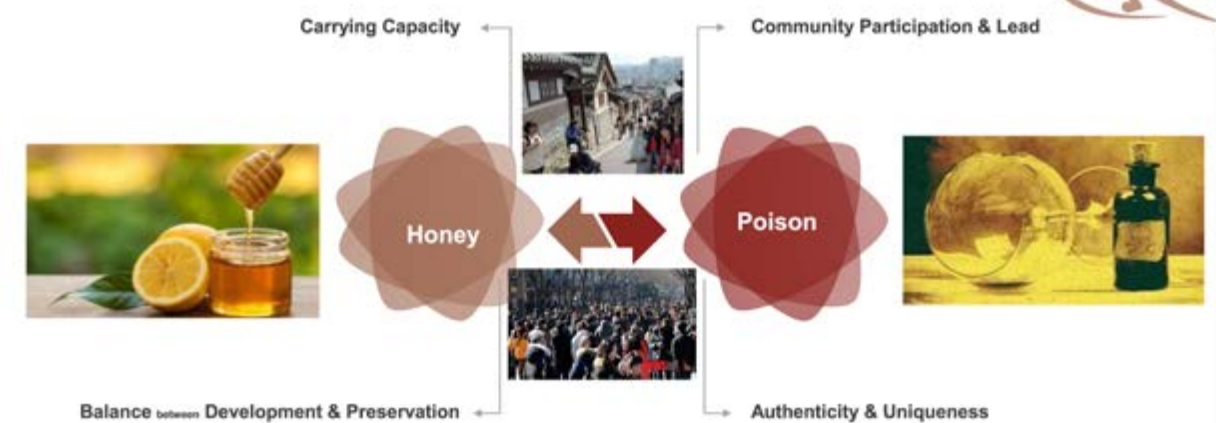 Carrying Capacity
Community Participation & Lead
Honey
Poison
Balance between Development & Preservation
Authenticity & Uniqueness